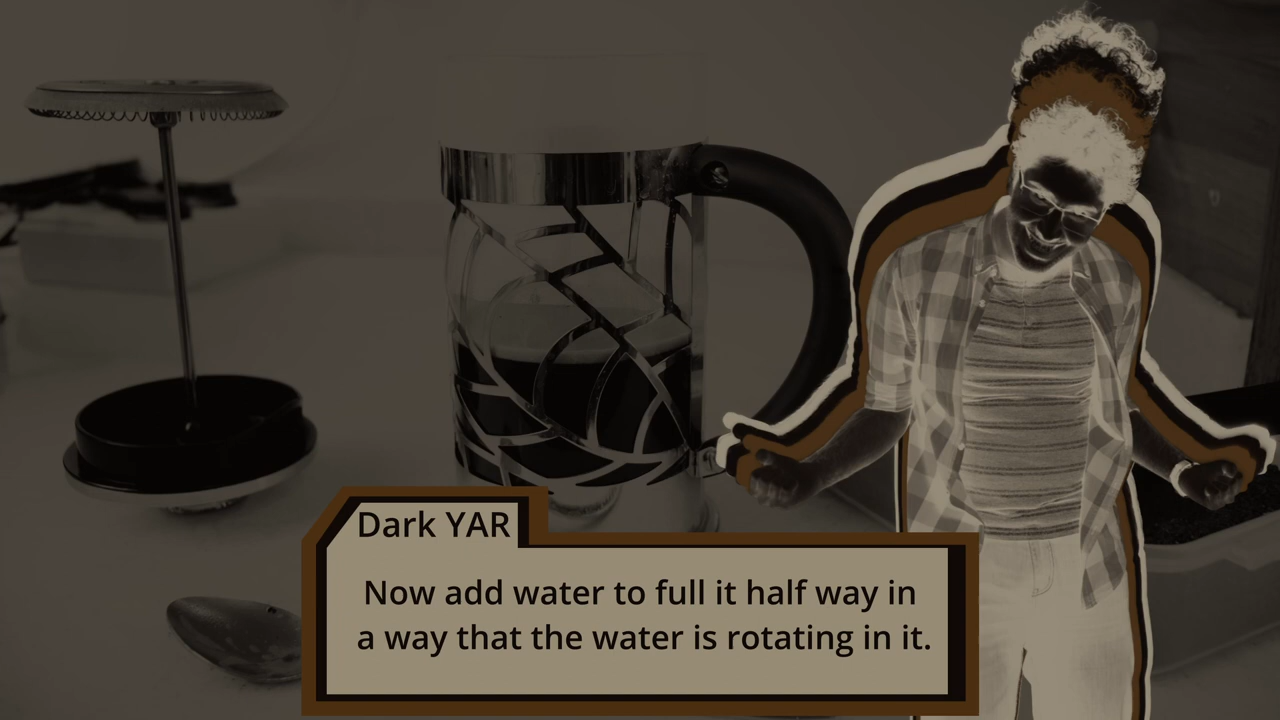 Dark YAR
Now add water to full it half way in
a way that the water is rotating in it.